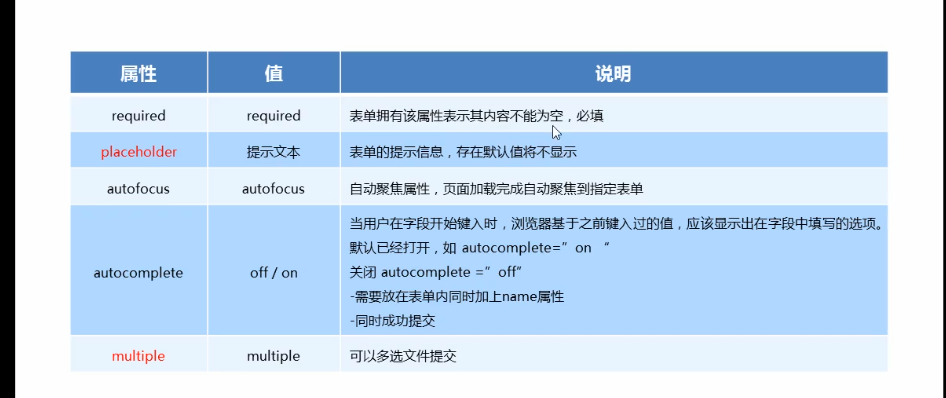 属性 值 说明
required required 表单拥有该属性表示其内容不能为空，必填
placeholder 提示文本 表单的提示信息，存在默认值将不显示
autofocus autofocus 自动聚焦属性，页面加载完成自动聚焦到指定表单
autocomplete off / on 当用户在字段开始键入时，浏览器基于之前键入过的值，应该显示出在字段中填写的选项。
默认已经打开，如 autocomplete=”on “
关闭 autocomplete =”off”
-需要放在表单内同时加上name属性
-同时成功提交
multiple multiple 可以多选文件提交